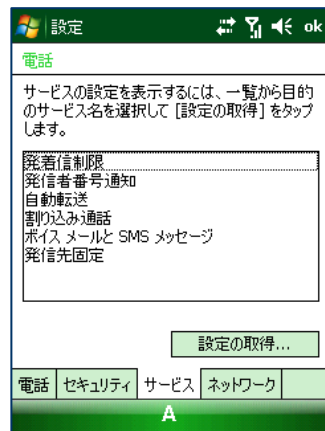 設定
ok
電話
サービスの設定を表示するには、一覧から目的
のサービス名を選択して [設定の取得] をタップ
します。
発着信制限
発信者番号通知
自動転送
割り込み通話
ボイス メールと SMS メッセージ
発信先固定
設定の取得...
電話 セキュリティ サービス ネットワーク
A